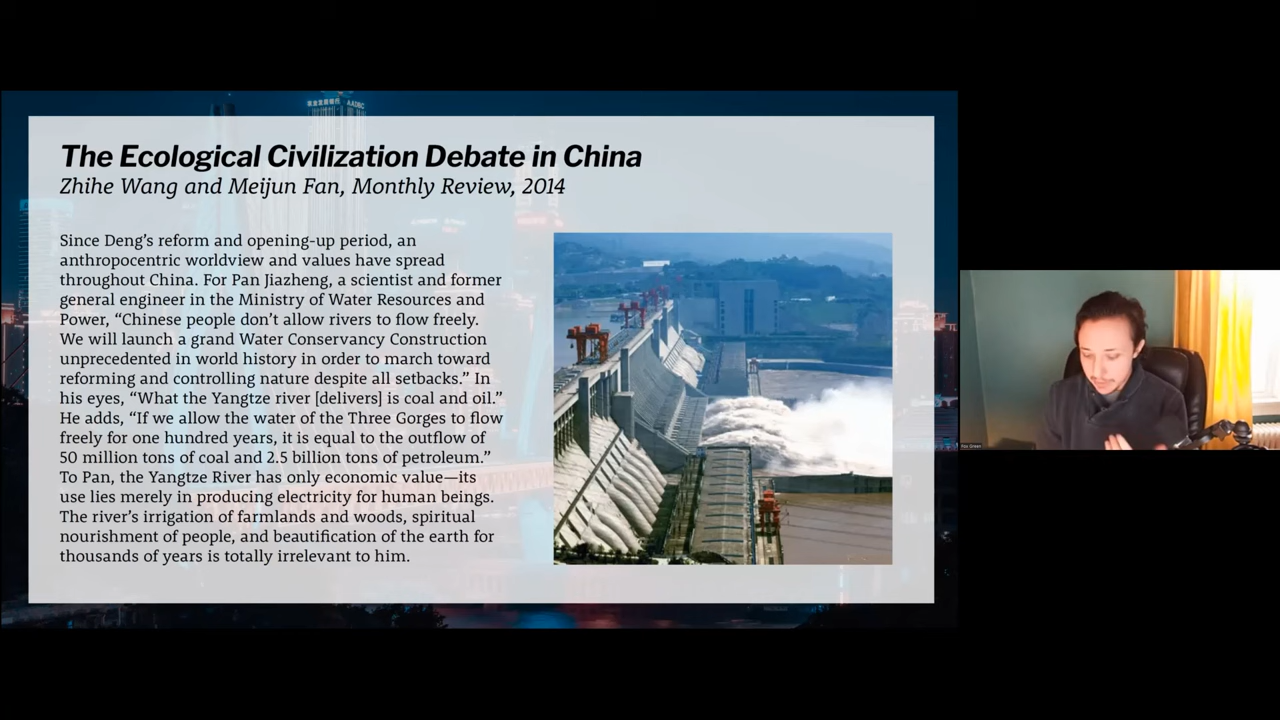 AADBC
The Ecological Civilization Debate in China
Zhihe Wang and Meijun Fan, Monthly Review, 2014
Since Deng’s reform and opening-up period, an
anthropocentric worldview and values have spread
throughout China. For Pan Jiazheng, a scientist and former
general engineer in the Ministry of Water Resources and
Power, “Chinese people don’t allow rivers to flow freely.
We will launch a grand Water Conservancy Construction
unprecedented in world history in order to match toward
reforming and controlling nature despite all setbacks.” In
his eyes, “What the Yangtze river [delivers] is coal and oil.”
He adds, “If we allow the water of the Three Gorges to flow
freely for one hundred years, it is equal to the outflow of
50 million tons of coal and 2.5 billion tons of petroleum.”
To Pan, the Yangtze River has only economic value—its
use lies merely in producing electricity for human beings.
The river’s irrigation of farmlands and woods, spiritual
nourishment of people, and beautification of the earth for
thousands of years is totally irrelevant to him.